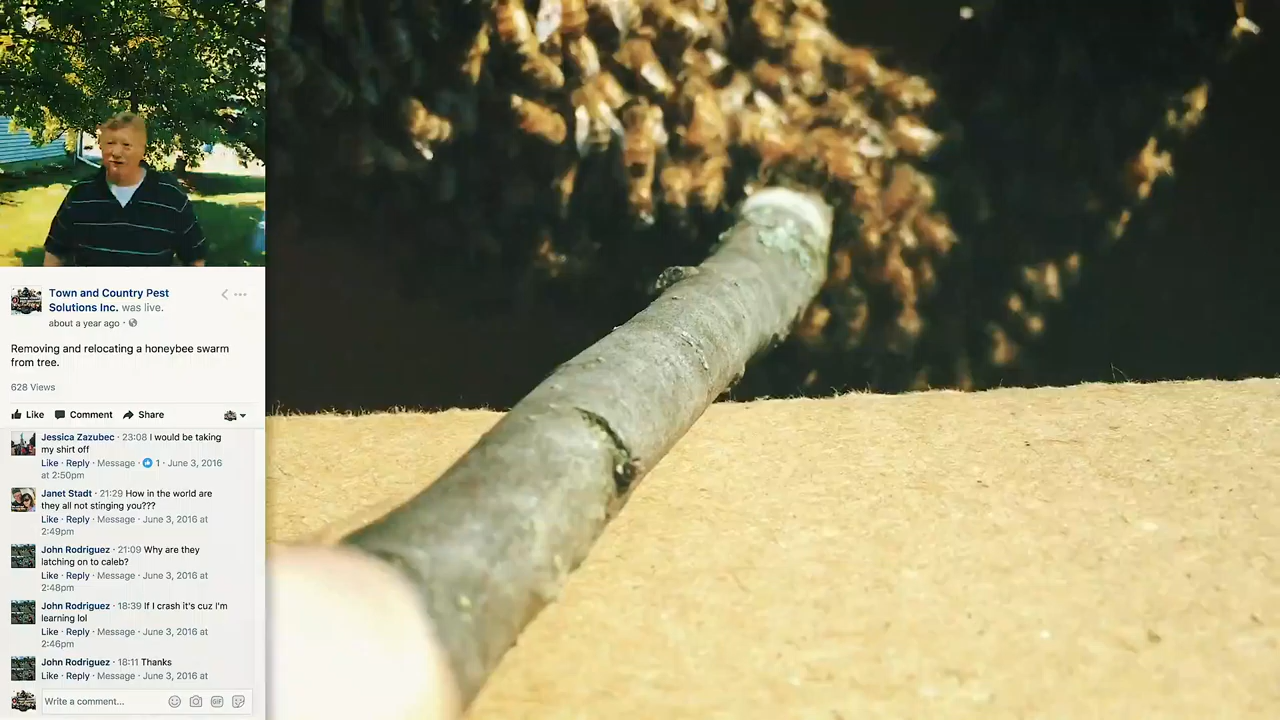 Town and Country Pest
Solutions Inc. was live.
about a year ago ·
Removing and relocating a honeybee swarm
from tree.
628 Views
Like Comment Share
Jessica Zazubec · 23:08 I would be taking
my shirt off
Like · Reply · Message · 1 · June 3, 2016
at 2:50pm
Janet Stadt · 21:29 How in the world are
they all not stinging you???
Like · Reply · Message · June 3, 2016 at
2:49pm
John Rodriguez · 21:09 Why are they
latching on to caleb?
Like · Reply · Message · June 3, 2016 at
2:48pm
John Rodriguez · 18:39 If I crash it's cuz I'm
learning lol
Like · Reply · Message · June 3, 2016 at
2:46pm
John Rodriguez · 18:11 Thanks
Like · Reply · Message · June 3, 2016 at
Write a comment...
GIF